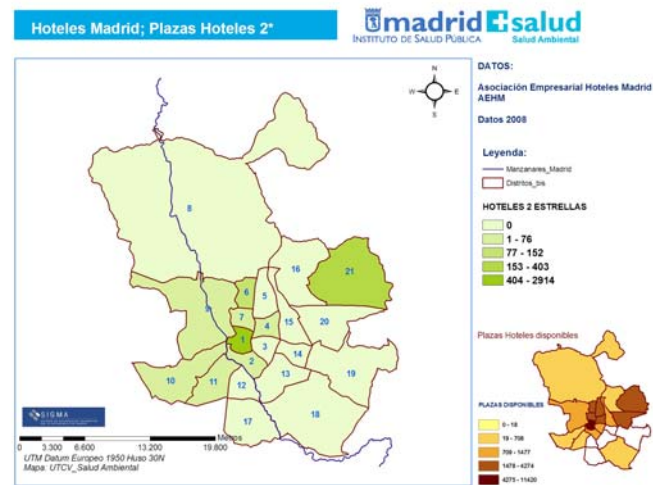 Hoteles Madrid; Plazas Hoteles 2*
madrid salud
INSTITUTO DE SALUD PÚBLICA
Salud Ambiental
DATOS:
Asociación Empresarial Hoteles Madrid
AEHM
Datos 2008
Leyenda:
Manzanares_Madrid
Distritos_bis
HOTELES 2 ESTRELLAS
0
1 - 76
77 - 152
153 - 403
404 - 2914
N
W E
S
8
16
21
6
5
9
7
4
15
20
1
3
2
14
10
11
12
13
19
17
18
SIGMA
Metros
0 3.300 6.600 13.200 19.800
UTM Datum Europeo 1950 Huso 30N
Mapa: UTCV_Salud Ambiental
Plazas Hoteles disponibles
PLAZAS DISPONIBLES
0 - 18
19 - 708
709 - 1477
1478 - 4274
4275 - 11420